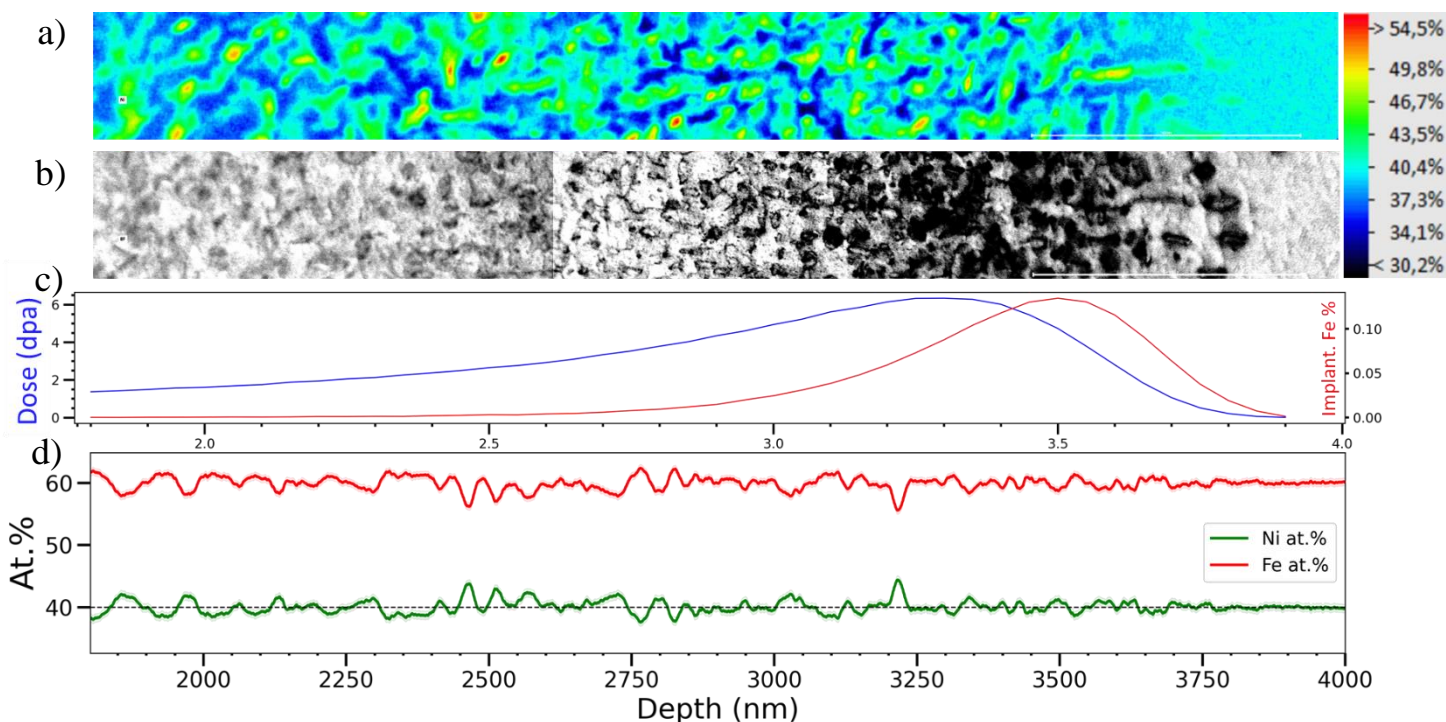 a)
> 54,5%
49,8%
46,7%
43,5%
40,4%
37,3%
34,1%
< 30,2%
b)
c)
Dose (dpa)
6
4
2
0
Implant. Fe %
0.10
0.05
0.00
2.0 2.5 3.0 3.5 4.0
d)
At.%
60
50
40
Ni at.%
Fe at.%
2000 2250 2500 2750 3000 3250 3500 3750 4000
Depth (nm)